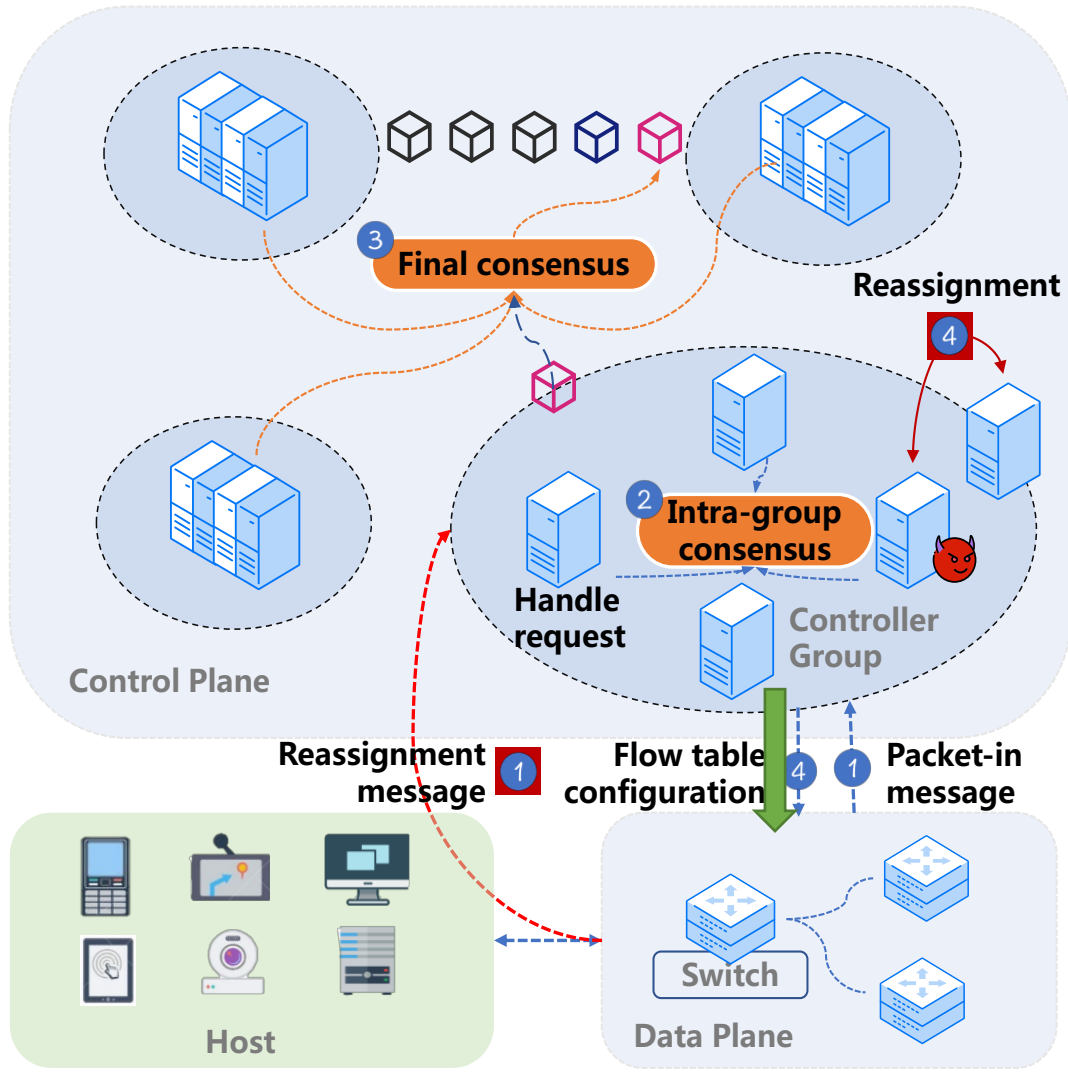 3
Final consensus
Reassignment
4
2
Intra-group
consensus
Handle
request
Controller
Group
Control Plane
Reassignment
message
1
Flow table
configuration
4
1
Packet-in
message
Switch
Host
Data Plane